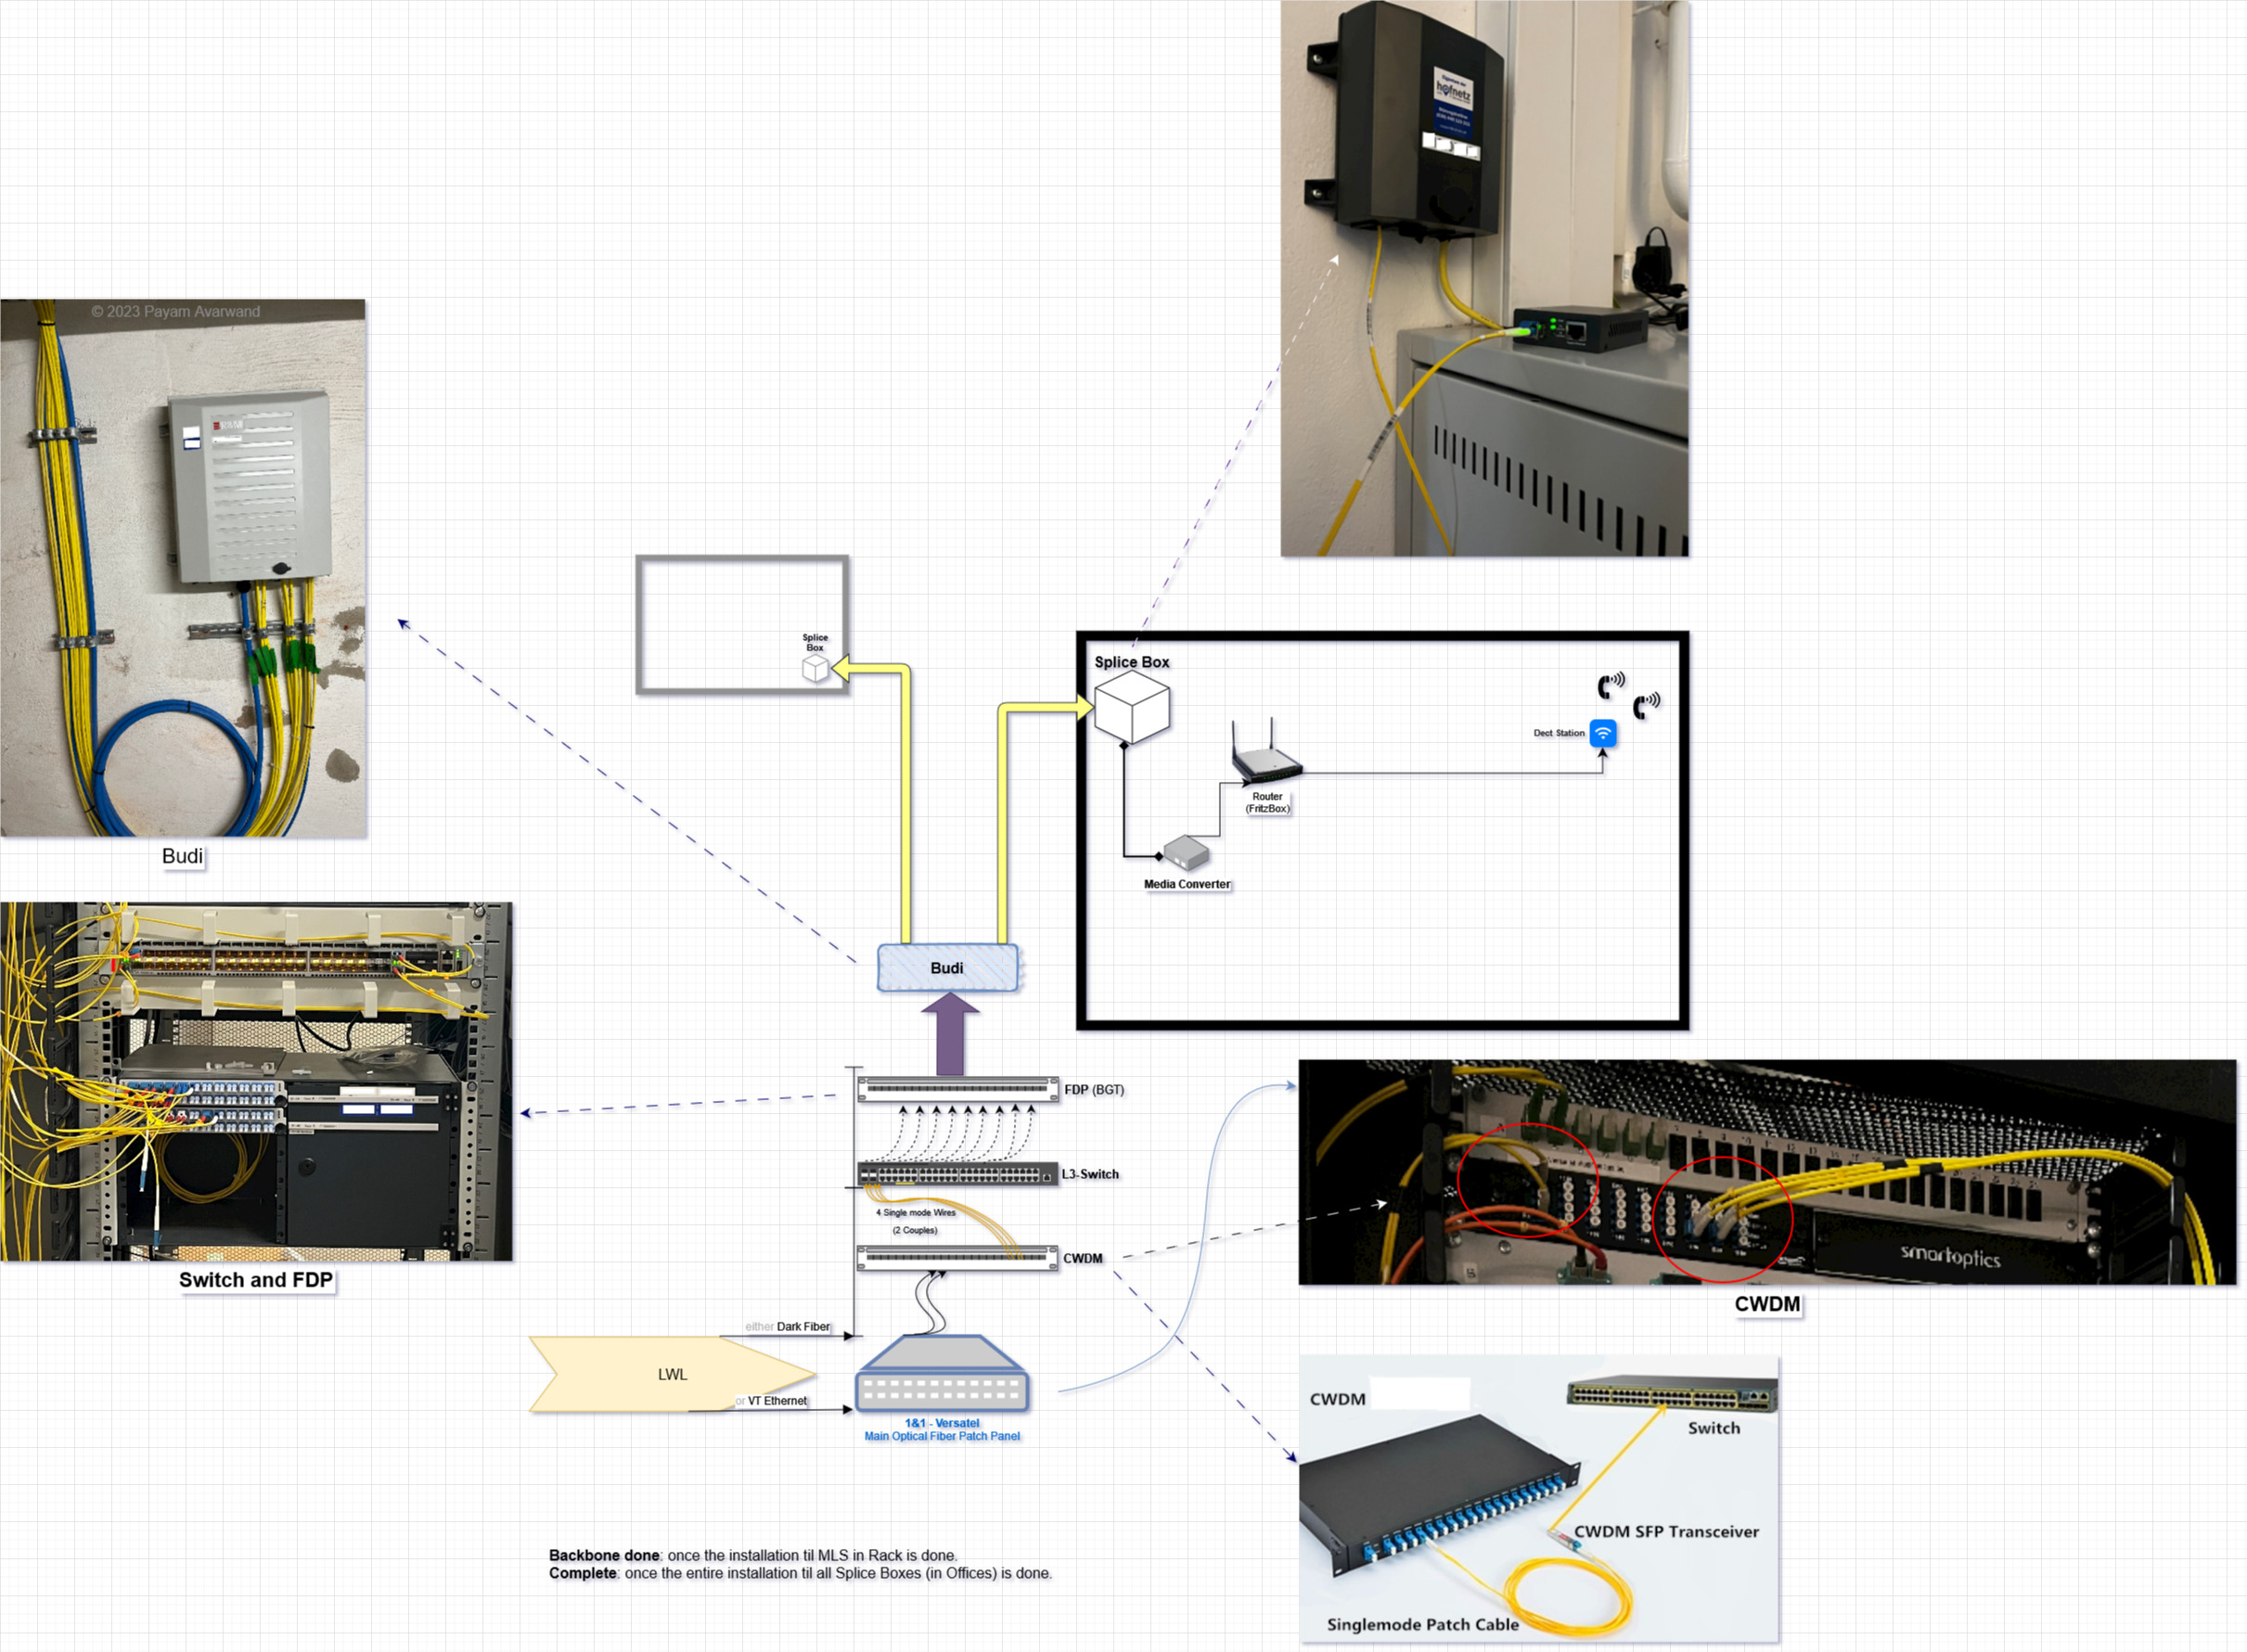 hofnetz
© 2023 Payam Avarwand
R&M
Budi
Splice
Box
Splice Box
Dect Station
Router
(FritzBox)
Media Converter
Budi
FDP (BGT)
L3-Switch
4 Single mode Wires
(2 Couples)
CWDM
Switch and FDP
smartoptics
CWDM
either Dark Fiber
LWL
or VT Ethernet
1&1 - Versatel
Main Optical Fiber Patch Panel
CWDM
Switch
CWDM SFP Transceiver
Singlemode Patch Cable
Backbone done: once the installation til MLS in Rack is done.
Complete: once the entire installation til all Splice Boxes (in Offices) is done.